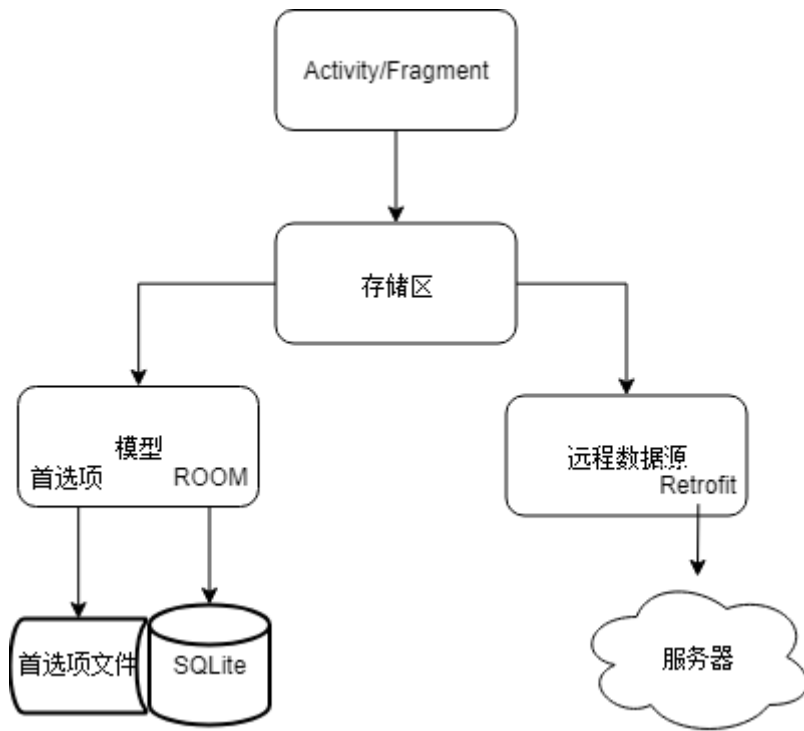 Activity/Fragment
存储区
模型
首选项
ROOM
远程数据源
Retrofit
首选项文件
SQLite
服务器